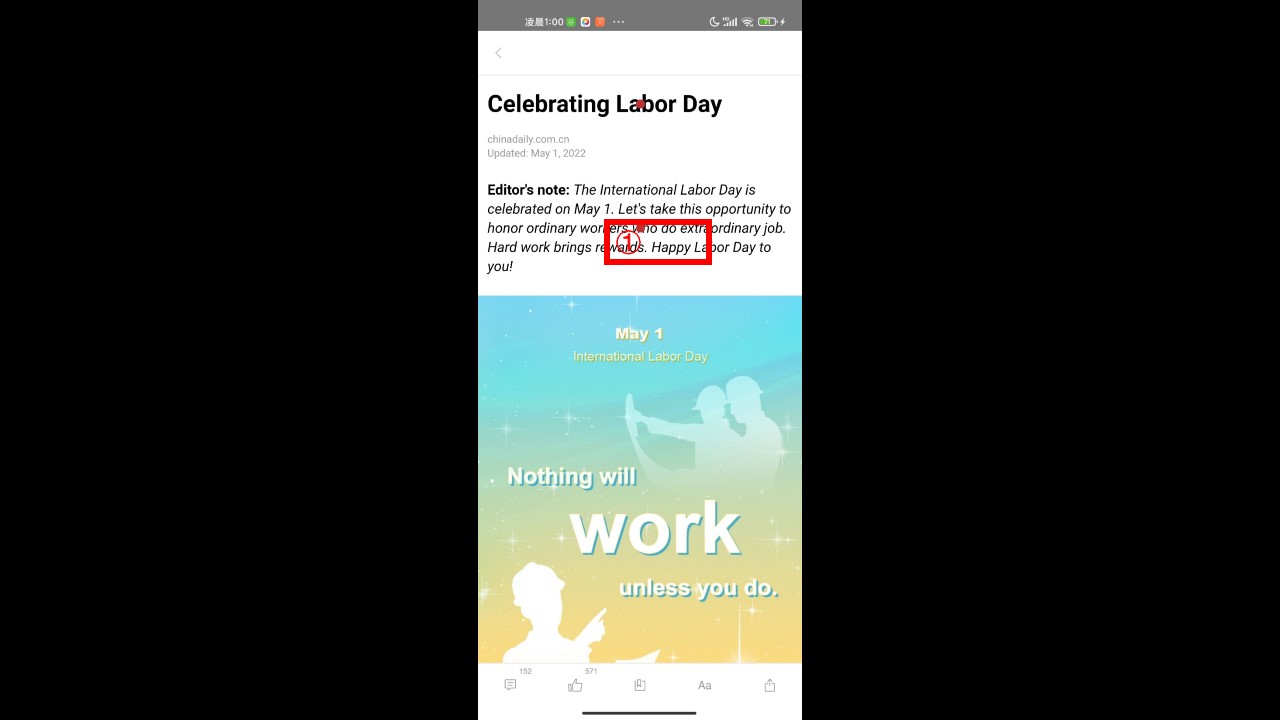 凌晨1:00
71
Celebrating Labor Day
chinadaily.com.cn
Updated: May 1, 2022
Editor's note: The International Labor Day is
celebrated on May 1. Let's take this opportunity to
honor ordinary workers who do extraordinary job.
Hard work brings rewards. Happy Labor Day to
you!
①
May 1
International Labor Day
Nothing will
work
unless you do.
152
571
Aa